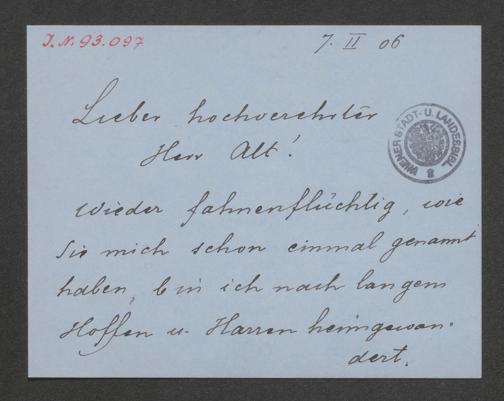 J.N. 93.097
7. II 06
Lieber hochverehrter
Herr Alt!
WIENER STADT- U. LANDESBIBL.
wieder fahnenflüchtig, wie
Sie mich schon einmal genannt
haben, bin ich nach langem
Hoffen u. Harren heimgewan-
dert.